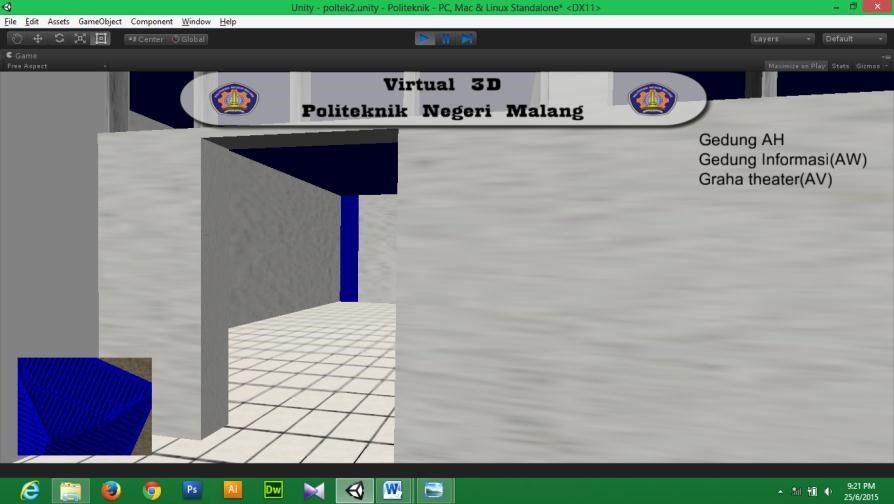 Unity - poltek2.unity - Politeknik - PC, Mac & Linux Standalone* <DX11>
File Edit Assets GameObject Component Window Help
Center Global Layers Default
Game
Free Aspect Maximize on Play Stats Gizmos
Virtual 3D
Politeknik Negeri Malang
Gedung AH
Gedung Informasi(AW)
Graha theater(AV)
Ps Ai Dw W
9:21 PM
25/6/2015